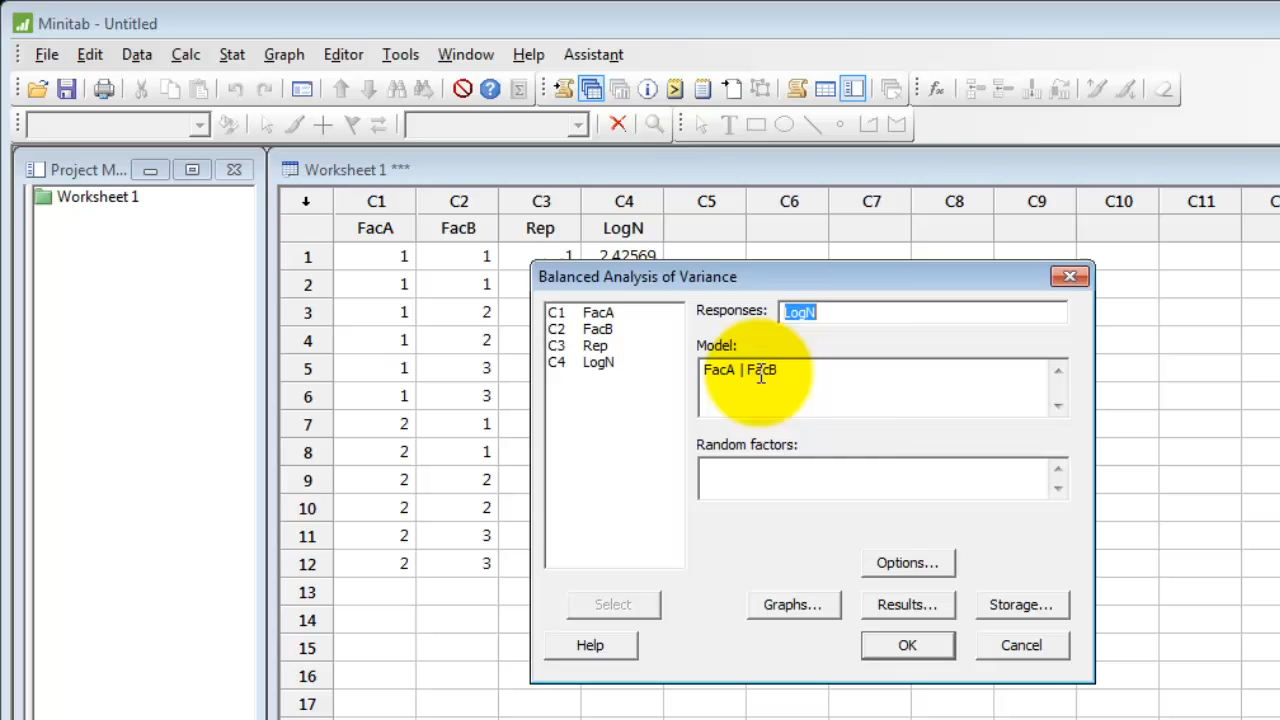 Minitab - Untitled
File Edit Data Calc Stat Graph Editor Tools Window Help Assistant
Project M...
Worksheet 1 ***
Worksheet 1
C1 C2 C3 C4 C5 C6 C7 C8 C9 C10 C11
FacA FacB Rep LogN
1 1 1 1 2.42569
2 1 1
3 1 2
4 1 2
5 1 3
6 1 3
7 2 1
8 2 1
9 2 2
10 2 2
11 2 3
12 2 3
13
14
15
16
17
Balanced Analysis of Variance
C1 FacA
C2 FacB
C3 Rep
C4 LogN
Responses: LogN
Model:
FacA | FacB
Random factors:
Options...
Select Graphs... Results... Storage...
Help OK Cancel